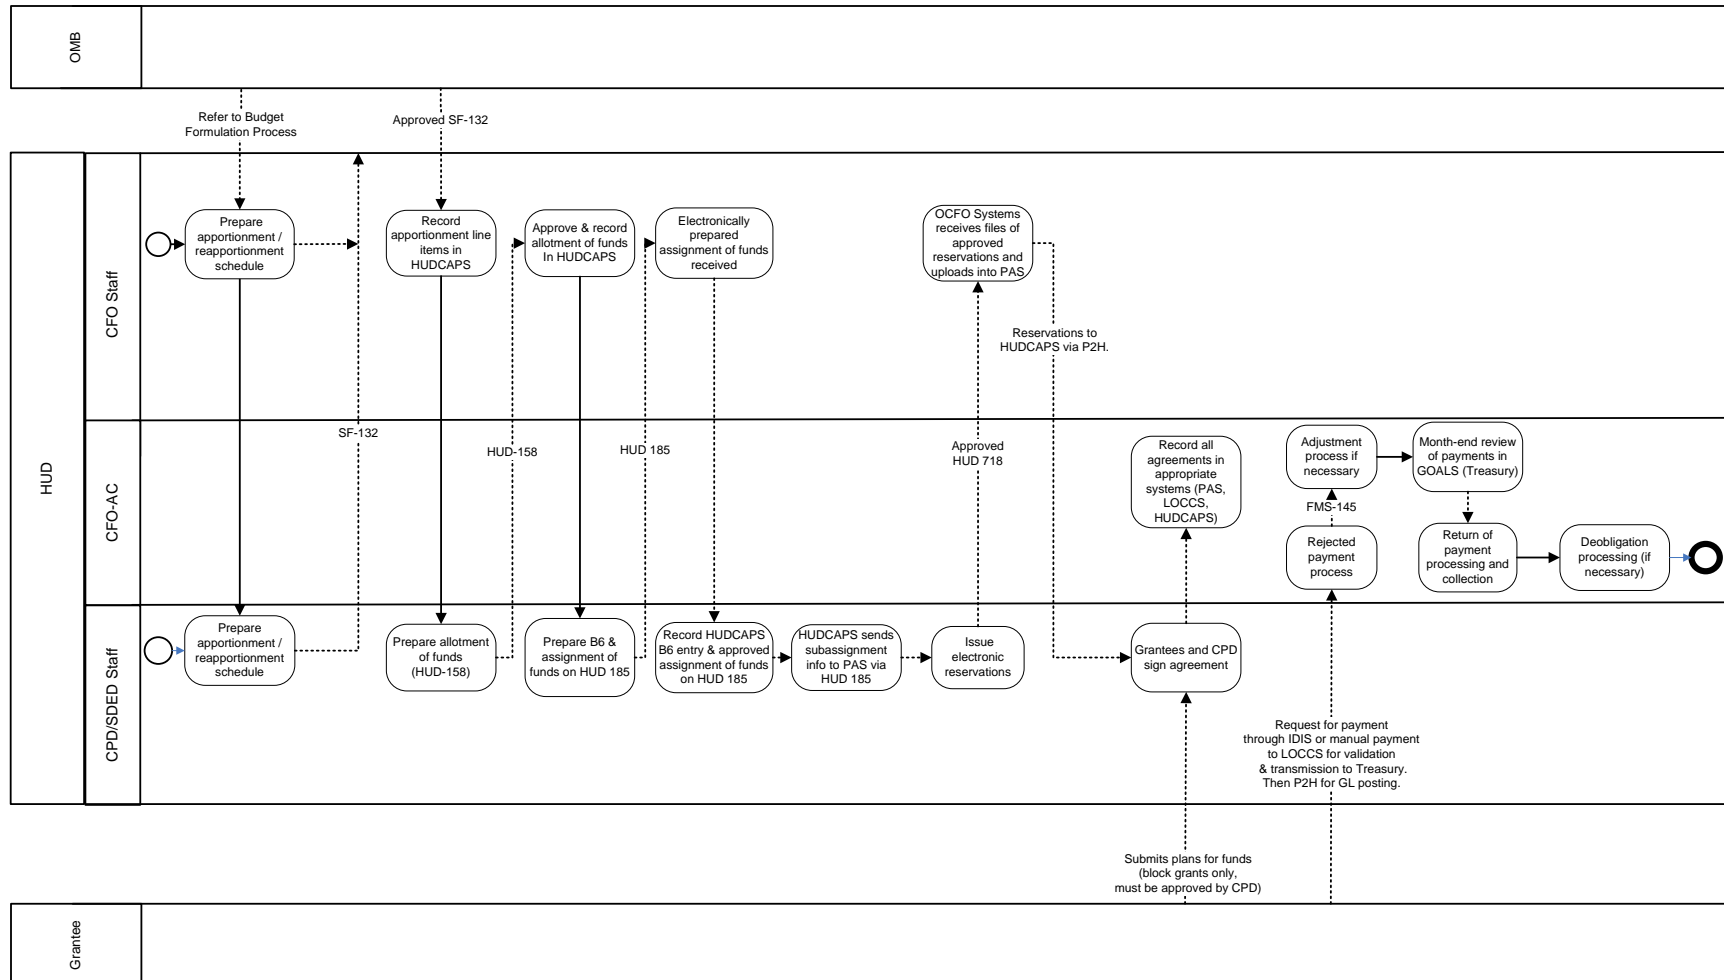 OMB
Refer to Budget
Formulation Process
Approved SF-132
HUD
CFO Staff
Prepare
apportionment /
reapportionment
schedule
Record
apportionment line
items in
HUDCAPS
Approve & record
allotment of funds
In HUDCAPS
Electronically
prepared
assignment of funds
received
OCFO Systems
receives files of
approved
reservations and
uploads into PAS
Reservations to
HUDCAPS via P2H.
CFO-AC
SF-132
HUD-158
HUD 185
Approved
HUD 718
Record all
agreements in
appropriate
systems (PAS,
LOCCS,
HUDCAPS)
Adjustment
process if
necessary
Month-end review
of payments in
GOALS (Treasury)
FMS-145
Rejected
payment
process
Return of
payment
processing and
collection
Deobligation
processing (if
necessary)
CPD/SDED Staff
Prepare
apportionment /
reapportionment
schedule
Prepare allotment
of funds
(HUD-158)
Prepare B6 &
assignment of
funds on HUD 185
Record HUDCAPS
B6 entry & approved
assignment of funds
on HUD 185
HUDCAPS sends
subassignment
info to PAS via
HUD 185
Issue
electronic
reservations
Grantees and CPD
sign agreement
Request for payment
through IDIS or manual payment
to LOCCS for validation
& transmission to Treasury.
Then P2H for GL posting.
Submits plans for funds
(block grants only,
must be approved by CPD)
Grantee